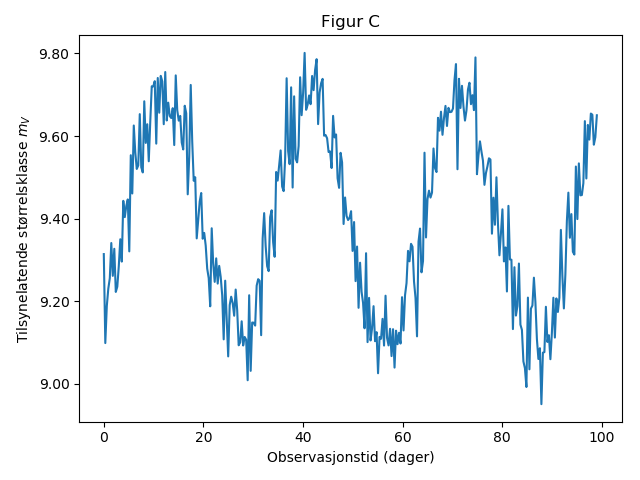 Figur C
Tilsynelatende størrelsklasse m_V
9.80
9.60
9.40
9.20
9.00
0 20 40 60 80 100
Observasjonstid (dager)